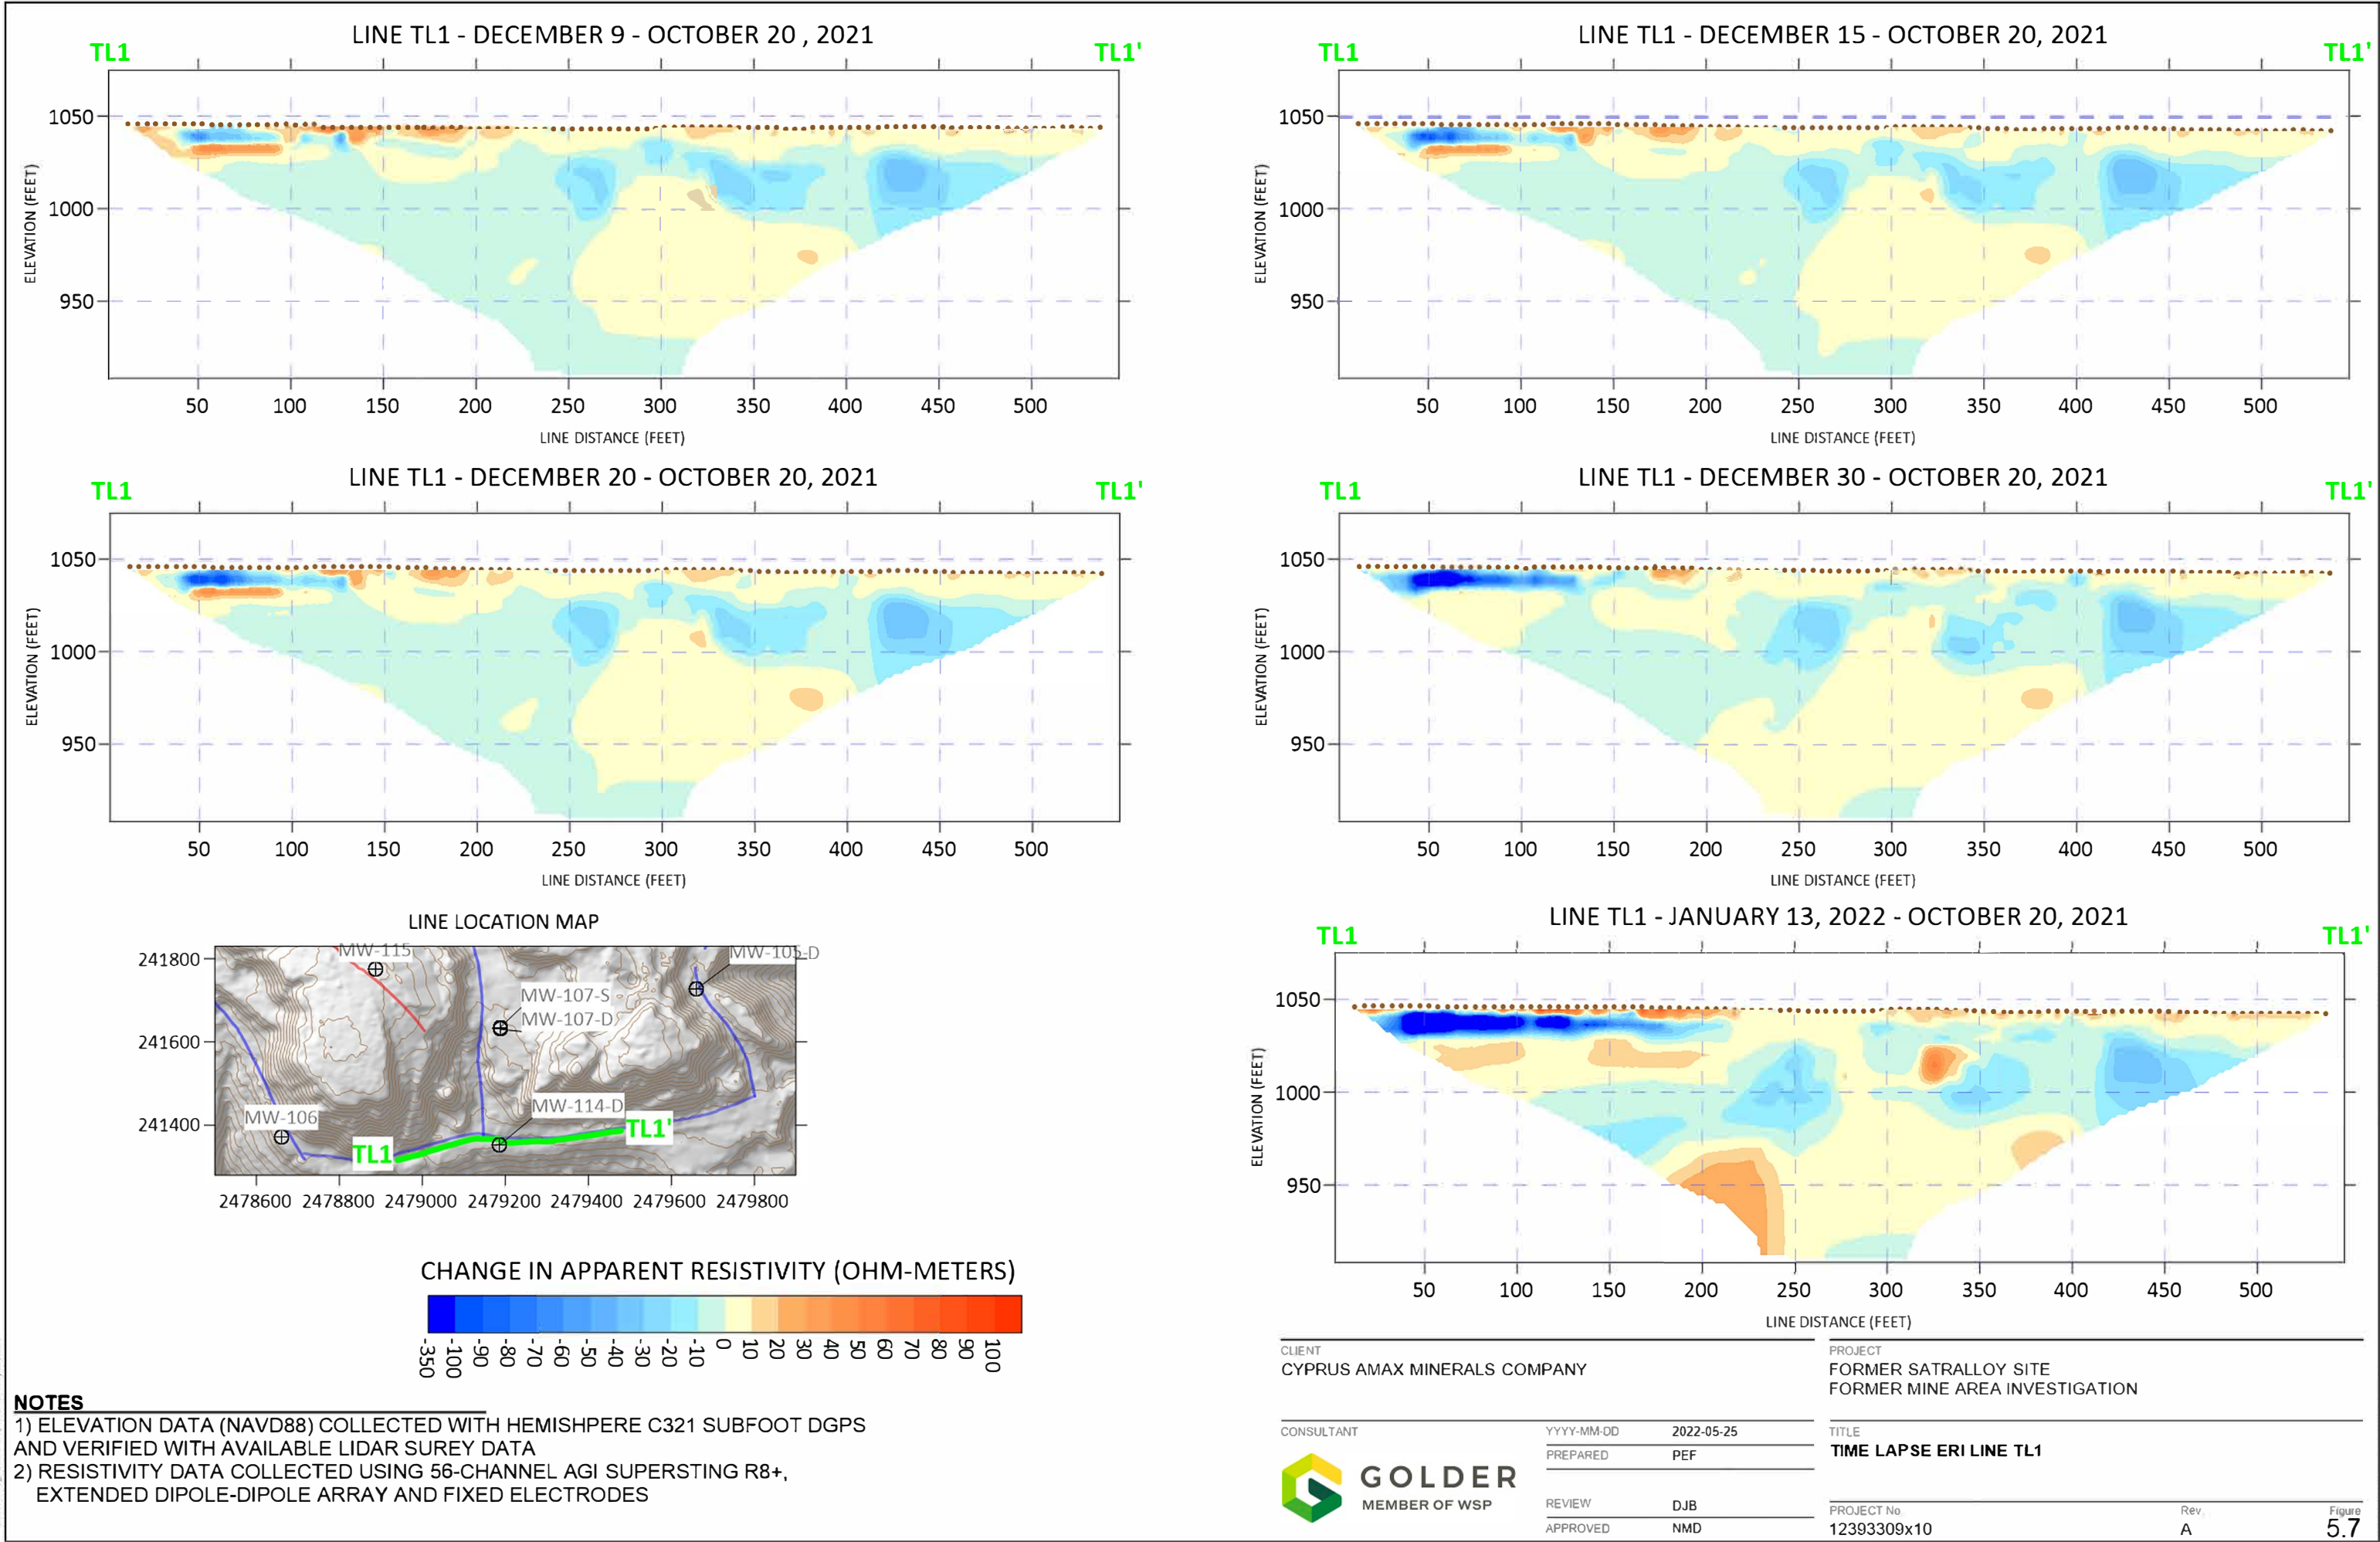 LINE TL1 - DECEMBER 9 - OCTOBER 20 , 2021
TL1
TL1'
ELEVATION (FEET)
1050
1000
950
50 100 150 200 250 300 350 400 450 500
LINE DISTANCE (FEET)
LINE TL1 - DECEMBER 15 - OCTOBER 20, 2021
TL1
TL1'
ELEVATION (FEET)
1050
1000
950
50 100 150 200 250 300 350 400 450 500
LINE DISTANCE (FEET)
LINE TL1 - DECEMBER 20 - OCTOBER 20, 2021
TL1
TL1'
ELEVATION (FEET)
1050
1000
950
50 100 150 200 250 300 350 400 450 500
LINE DISTANCE (FEET)
LINE TL1 - DECEMBER 30 - OCTOBER 20, 2021
TL1
TL1'
ELEVATION (FEET)
1050
1000
950
50 100 150 200 250 300 350 400 450 500
LINE DISTANCE (FEET)
LINE LOCATION MAP
241800
241600
241400
MW-115
MW-105-D
MW-107-S
MW-107-D
MW-114-D
MW-106
TL1
TL1'
2478600 2478800 2479000 2479200 2479400 2479600 2479800
LINE TL1 - JANUARY 13, 2022 - OCTOBER 20, 2021
TL1
TL1'
ELEVATION (FEET)
1050
1000
950
50 100 150 200 250 300 350 400 450 500
LINE DISTANCE (FEET)
CHANGE IN APPARENT RESISTIVITY (OHM-METERS)
-350 -100 -90 -80 -70 -60 -50 -40 -30 -20 -10 0 10 20 30 40 50 60 70 80 90 100
NOTES
1) ELEVATION DATA (NAVD88) COLLECTED WITH HEMISHPERE C321 SUBFOOT DGPS
AND VERIFIED WITH AVAILABLE LIDAR SUREY DATA
2) RESISTIVITY DATA COLLECTED USING 56-CHANNEL AGI SUPERSTING R8+,
EXTENDED DIPOLE-DIPOLE ARRAY AND FIXED ELECTRODES
CLIENT
CYPRUS AMAX MINERALS COMPANY
PROJECT
FORMER SATRALLOY SITE
FORMER MINE AREA INVESTIGATION
CONSULTANT
GOLDER
MEMBER OF WSP
YYYY-MM-DD 2022-05-25
PREPARED PEF
REVIEW DJB
APPROVED NMD
TITLE
TIME LAPSE ERI LINE TL1
PROJECT No.
12393309x10
Rev.
A
Figure
5.7